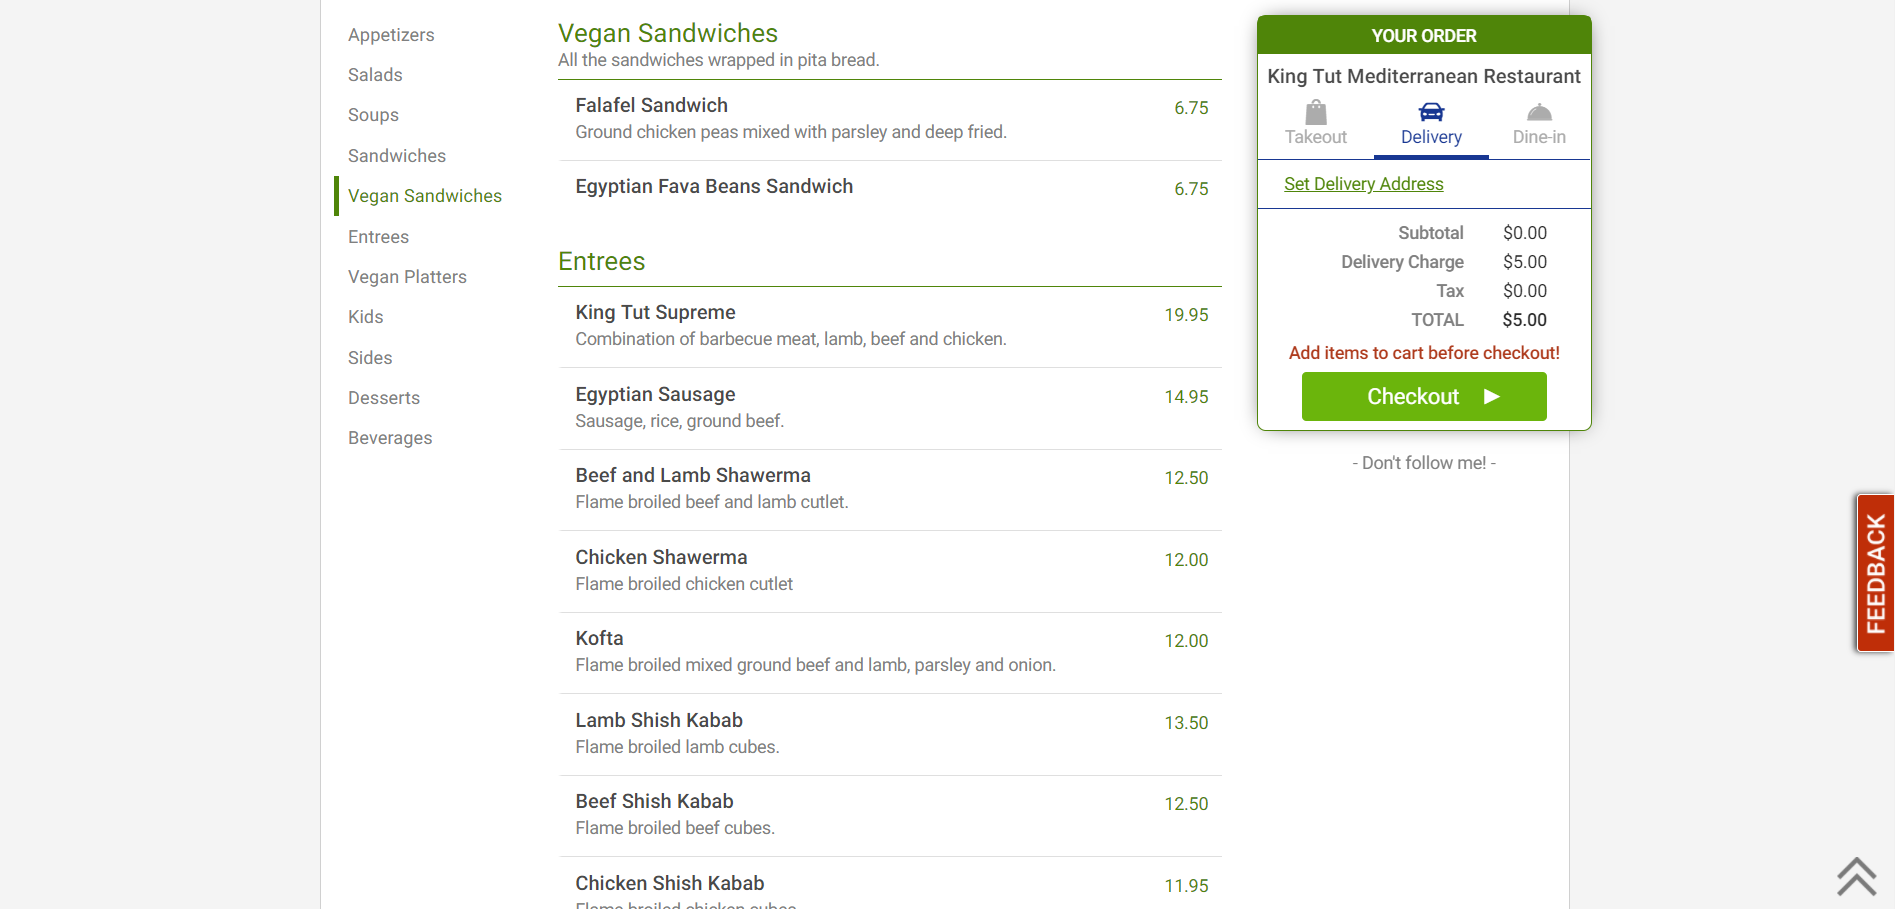 Appetizers
Salads
Soups
Sandwiches
Vegan Sandwiches
Entrees
Vegan Platters
Kids
Sides
Desserts
Beverages
Vegan Sandwiches
All the sandwiches wrapped in pita bread.
Falafel Sandwich 6.75
Ground chicken peas mixed with parsley and deep fried.
Egyptian Fava Beans Sandwich 6.75
Entrees
King Tut Supreme 19.95
Combination of barbecue meat, lamb, beef and chicken.
Egyptian Sausage 14.95
Sausage, rice, ground beef.
Beef and Lamb Shawerma 12.50
Flame broiled beef and lamb cutlet.
Chicken Shawerma 12.00
Flame broiled chicken cutlet
Kofta 12.00
Flame broiled mixed ground beef and lamb, parsley and onion.
Lamb Shish Kabab 13.50
Flame broiled lamb cubes.
Beef Shish Kabab 12.50
Flame broiled beef cubes.
Chicken Shish Kabab 11.95
Flame broiled chicken cubes
YOUR ORDER
King Tut Mediterranean Restaurant
Takeout Delivery Dine-in
Set Delivery Address
Subtotal $0.00
Delivery Charge $5.00
Tax $0.00
TOTAL $5.00
Add items to cart before checkout!
Checkout ►
- Don't follow me! -
FEEDBACK